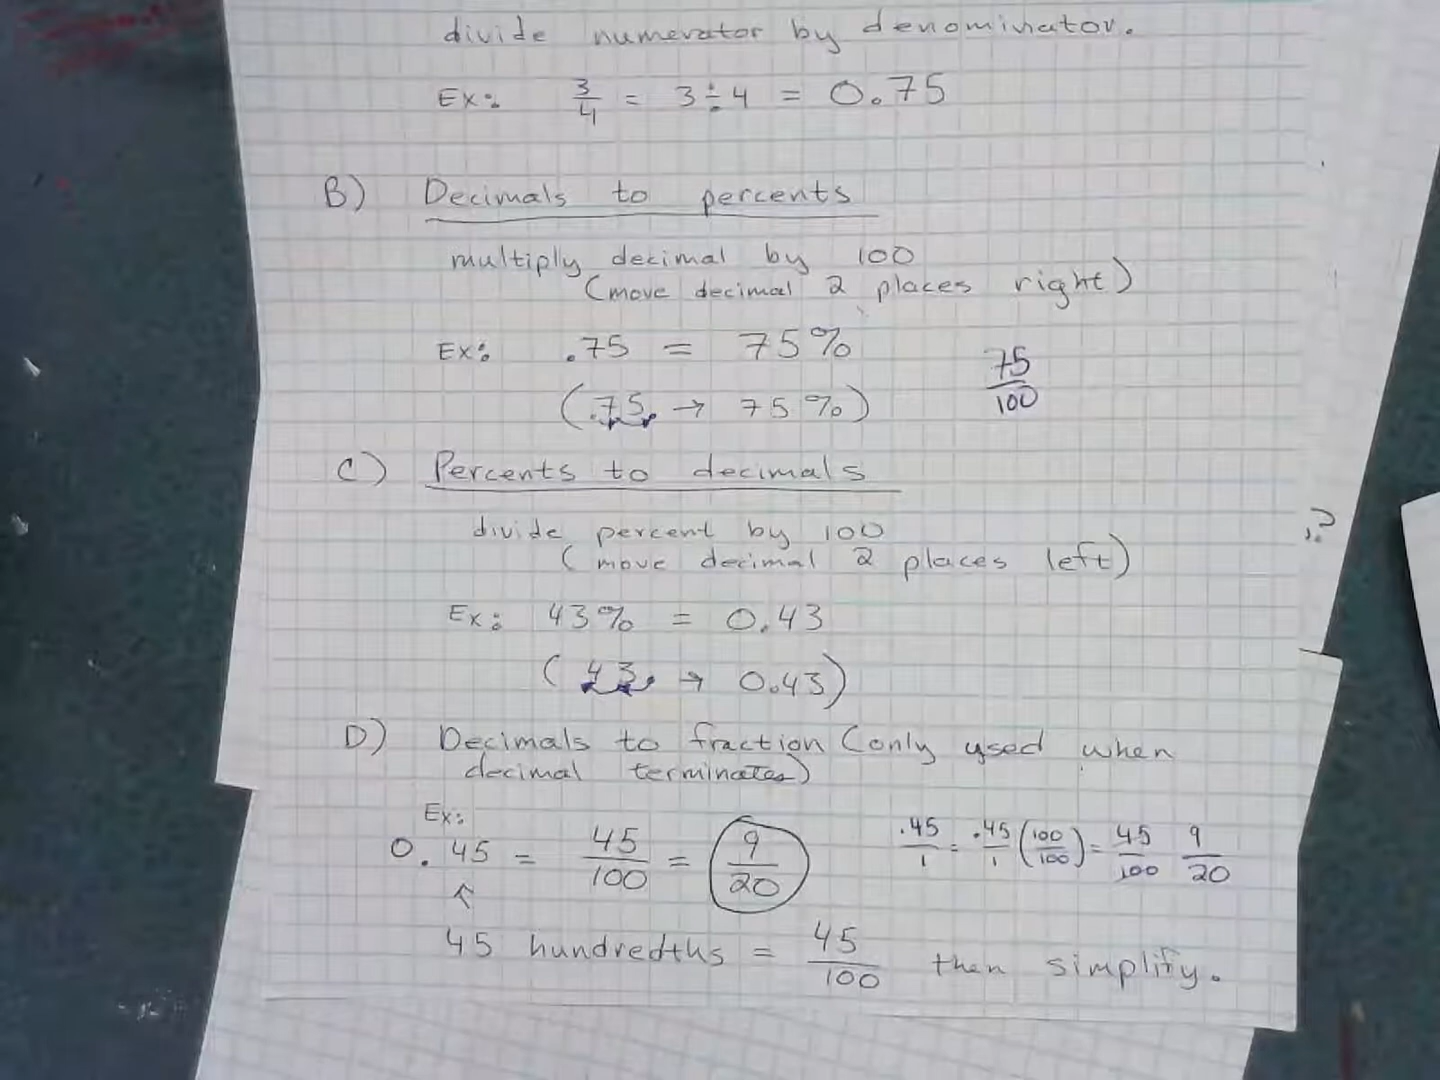 divide numerator by denominator.
Ex: 3/4 = 3 ÷ 4 = 0.75
B) Decimals to percents
multiply decimal by 100
(move decimal 2 places right)
Ex: .75 = 75%
75/100
(.75. → 75%)
C) Percents to decimals
divide percent by 100
(move decimal 2 places left)
?
Ex: 43% = 0.43
(.43. → 0.43)
D) Decimals to fraction (only used when
decimal terminates)
Ex:
0.45 = 45/100 = 9/20
.45/1 = .45/1 (100/100) = 45/100 9/20
↑
45 hundredths = 45/100 then simplify.